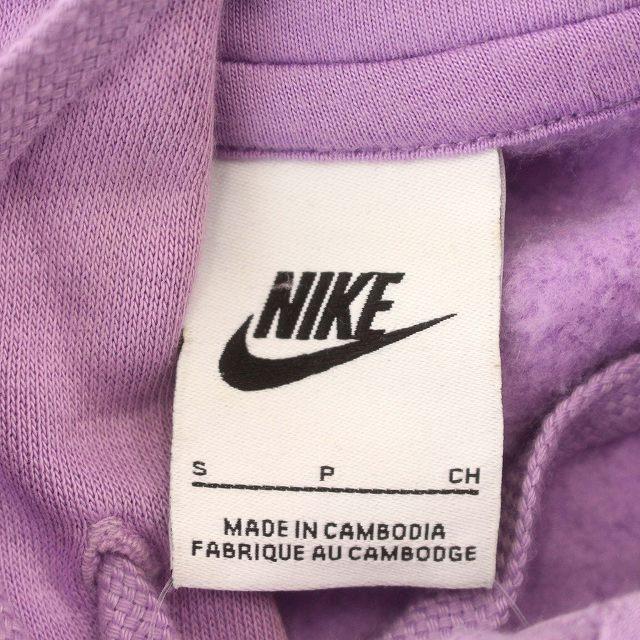 NIKE
S P CH
MADE IN CAMBODIA
FABRIQUE AU CAMBODGE